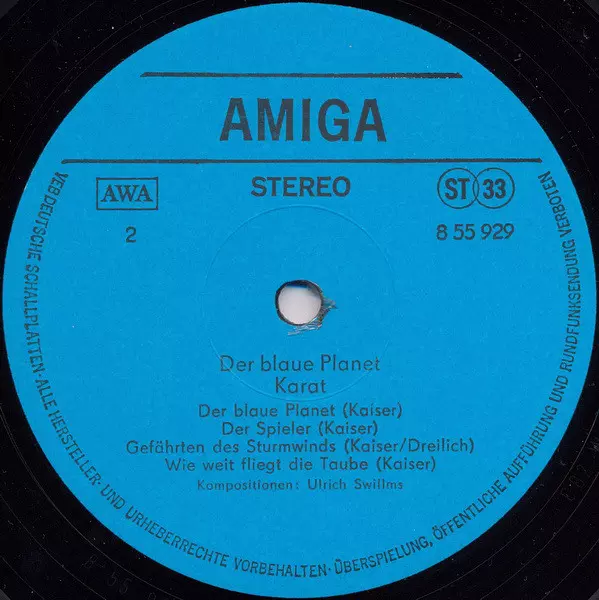 AMIGA
AWA
STEREO
ST 33
2
8 55 929
Der blaue Planet
Karat
Der blaue Planet (Kaiser)
Der Spieler (Kaiser)
Gefährten des Sturmwinds (Kaiser/Dreilich)
Wie weit fliegt die Taube (Kaiser)
Kompositionen: Ulrich Swillms
VEB DEUTSCHE SCHALLPLATTEN · ALLE HERSTELLER- UND URHEBERRECHTE VORBEHALTEN · ÜBERSPIELUNG, ÖFFENTLICHE AUFFÜHRUNG UND RUNDFUNKSENDUNG VERBOTEN